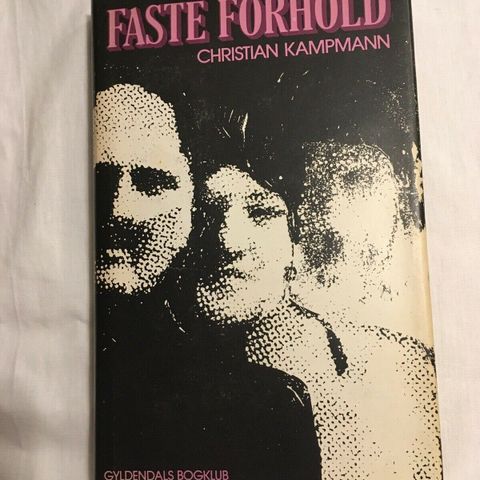 FASTE FORHOLD
CHRISTIAN KAMPMANN
GYLDENDALS BOGKLUB